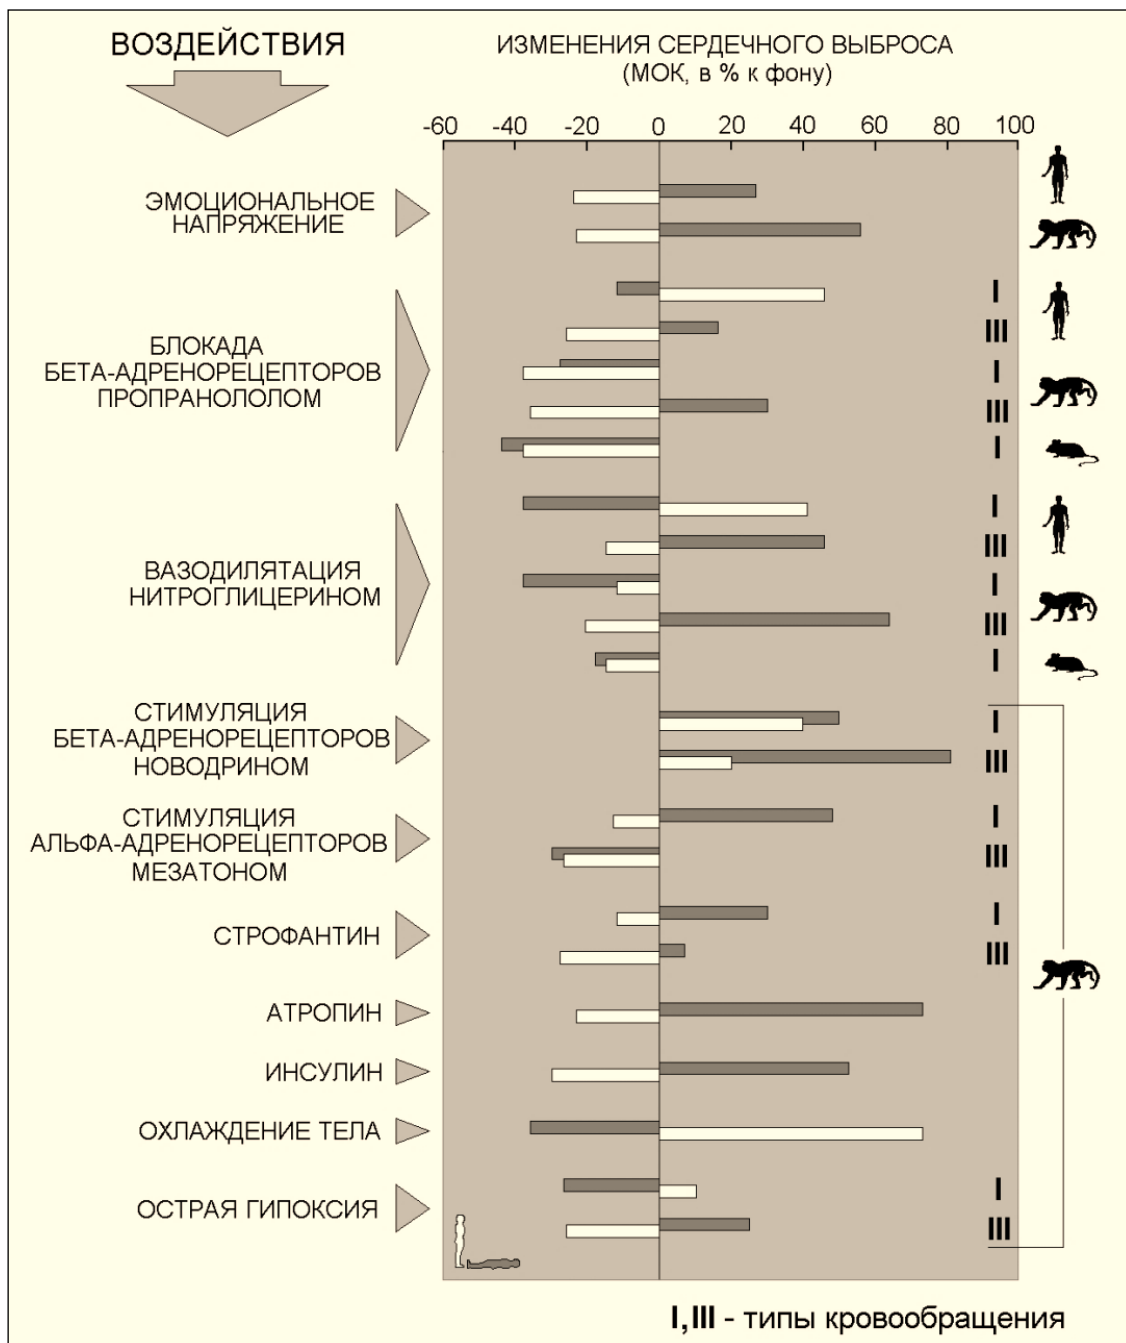 ВОЗДЕЙСТВИЯ
ИЗМЕНЕНИЯ СЕРДЕЧНОГО ВЫБРОСА
(МОК, в % к фону)
-60 -40 -20 0 20 40 60 80 100
ЭМОЦИОНАЛЬНОЕ
НАПРЯЖЕНИЕ
БЛОКАДА
БЕТА-АДРЕНОРЕЦЕПТОРОВ
ПРОПРАНОЛОЛОМ
I
III
I
III
I
ВАЗОДИЛЯТАЦИЯ
НИТРОГЛИЦЕРИНОМ
I
III
I
III
I
СТИМУЛЯЦИЯ
БЕТА-АДРЕНОРЕЦЕПТОРОВ
НОВОДРИНОМ
I
III
СТИМУЛЯЦИЯ
АЛЬФА-АДРЕНОРЕЦЕПТОРОВ
МЕЗАТОНОМ
I
III
СТРОФАНТИН
I
III
АТРОПИН
ИНСУЛИН
ОХЛАЖДЕНИЕ ТЕЛА
ОСТРАЯ ГИПОКСИЯ
I
III
I, III - типы кровообращения